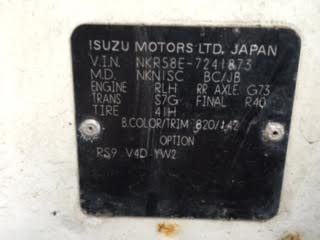 ISUZU MOTORS LTD. JAPAN
V.I.N. NKR58E-7241873
M.D. NKN1SC BC/JB
ENGINE RLH RR AXLE G73
TRANS S7G FINAL R40
TIRE 41H
B.COLOR/TRIM 820/142
OPTION
RS9 V4D YW2